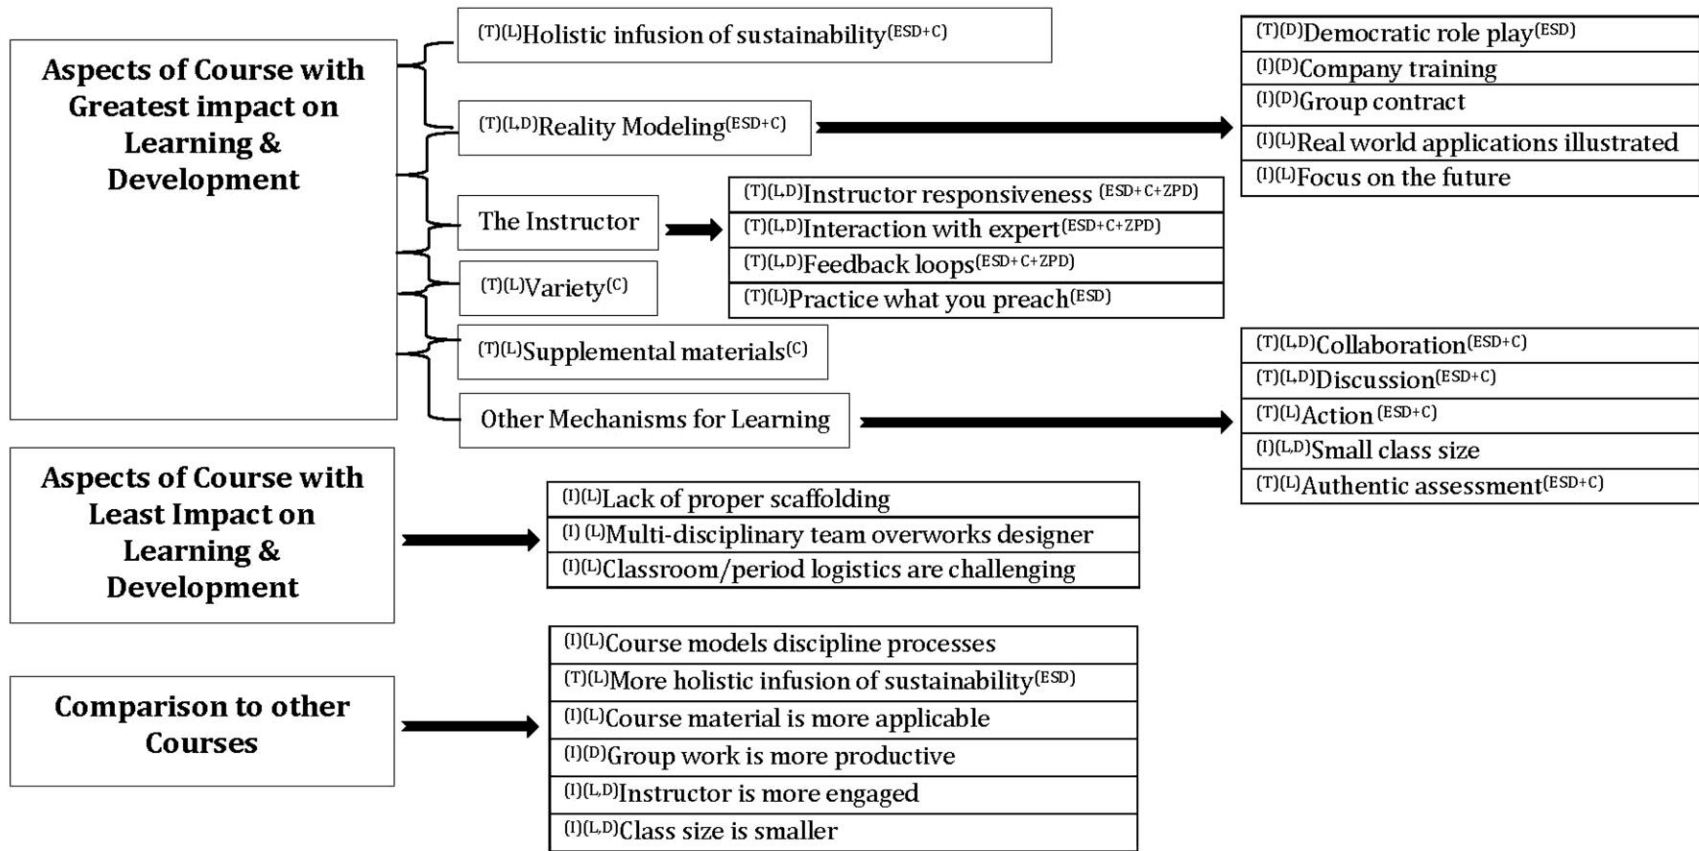 Aspects of Course with
Greatest impact on
Learning &
Development
(T)(L)Holistic infusion of sustainability(ESD+C)
(T)(L,D)Reality Modeling(ESD+C)
(T)(D)Democratic role play(ESD)
(I)(D)Company training
(I)(D)Group contract
(I)(L)Real world applications illustrated
(I)(L)Focus on the future
The Instructor
(T)(L,D)Instructor responsiveness (ESD+C+ZPD)
(T)(L,D)Interaction with expert(ESD+C+ZPD)
(T)(L,D)Feedback loops(ESD+C+ZPD)
(T)(L)Practice what you preach(ESD)
(T)(L)Variety(C)
(T)(L)Supplemental materials(C)
Other Mechanisms for Learning
(T)(L,D)Collaboration(ESD+C)
(T)(L,D)Discussion(ESD+C)
(T)(L)Action (ESD+C)
(I)(L,D)Small class size
(T)(L)Authentic assessment(ESD+C)
Aspects of Course with
Least Impact on
Learning &
Development
(I)(L)Lack of proper scaffolding
(I) (L)Multi-disciplinary team overworks designer
(I)(L)Classroom/period logistics are challenging
Comparison to other
Courses
(I)(L)Course models discipline processes
(T)(L)More holistic infusion of sustainability(ESD)
(I)(L)Course material is more applicable
(I)(D)Group work is more productive
(I)(L,D)Instructor is more engaged
(I)(L,D)Class size is smaller